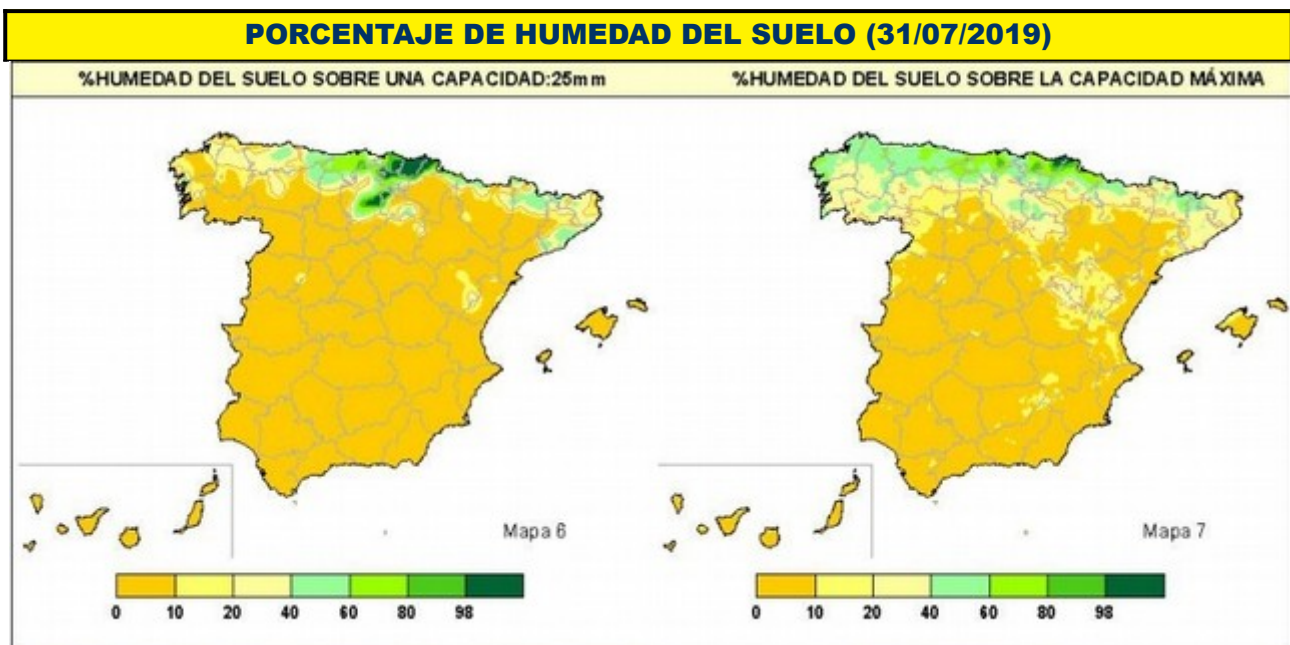 PORCENTAJE DE HUMEDAD DEL SUELO (31/07/2019)
%HUMEDAD DEL SUELO SOBRE UNA CAPACIDAD:25mm
%HUMEDAD DEL SUELO SOBRE LA CAPACIDAD MÁXIMA
Mapa 6
Mapa 7
0 10 20 40 60 80 98
0 10 20 40 60 80 98